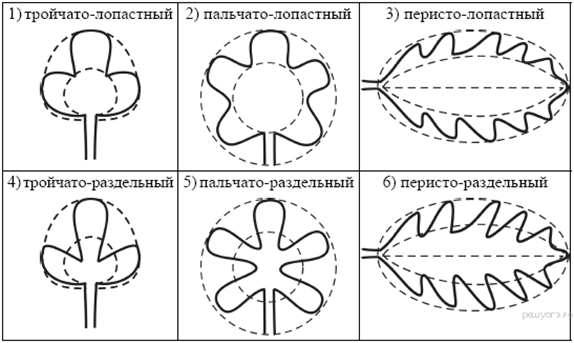 1) тройчато-лопастный
2) пальчато-лопастный
3) перисто-лопастный
4) тройчато-раздельный
5) пальчато-раздельный
6) перисто-раздельный